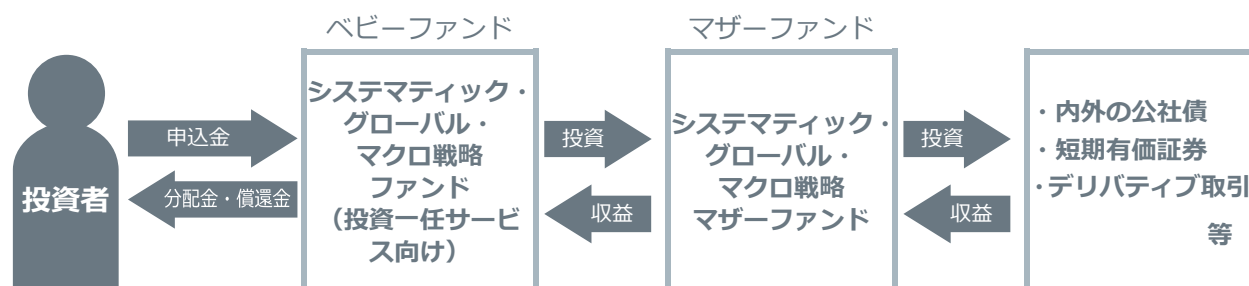 ベビーファンド
マザーファンド
投資者
申込金
分配金・償還金
システマティック・
グローバル・
マクロ戦略
ファンド
（投資一任サービ
ス向け）
投資
収益
システマティック・
グローバル・
マクロ戦略
マザーファンド
投資
収益
・内外の公社債
・短期有価証券
・デリバティブ取引
等